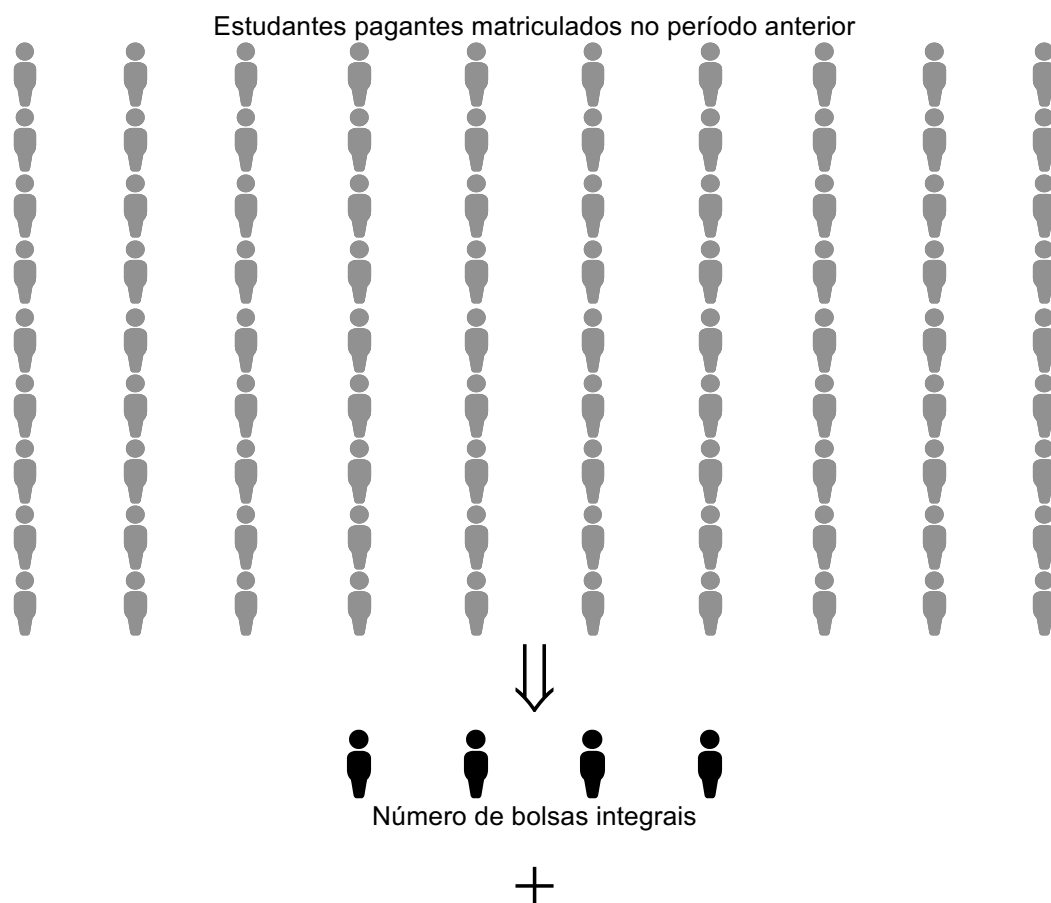 Estudantes pagantes matriculados no período anterior
Número de bolsas integrais
+